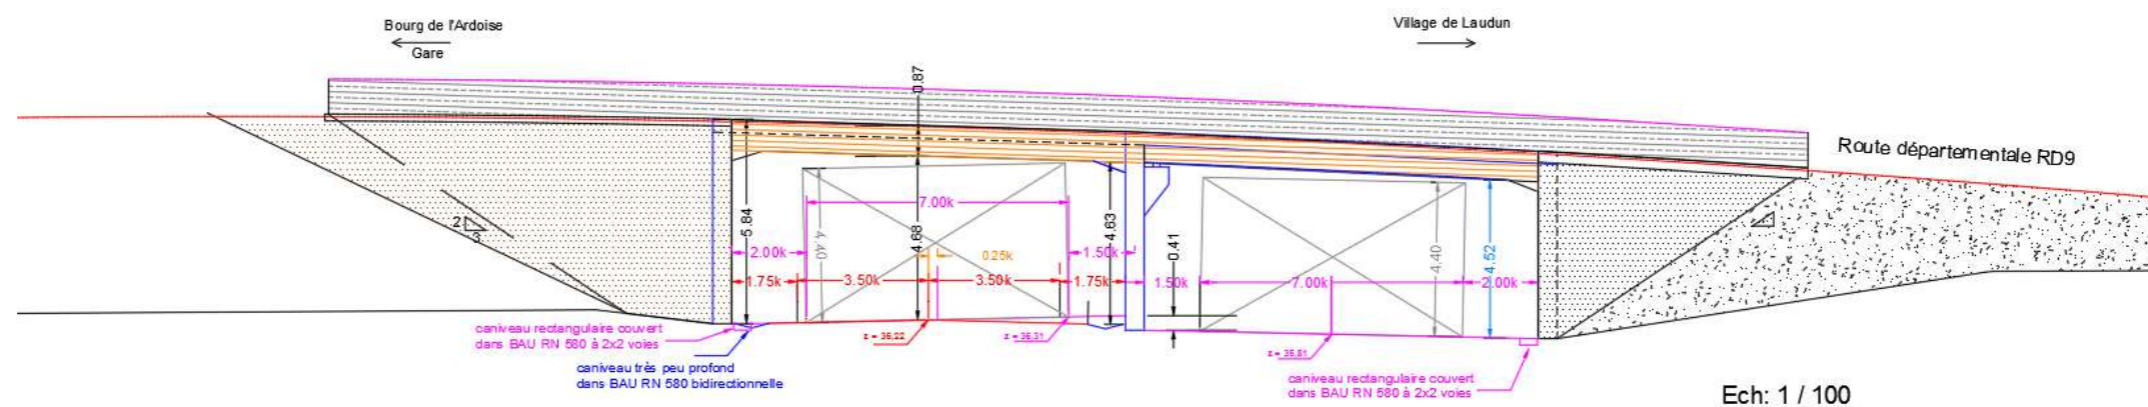 Bourg de l'Ardoise
Gare
Village de Laudun
Route départementale RD9
0.87
5.84
4.40
7.00k
4.68
4.63
0.41
4.40
4.52
2.00k
0.25k
1.50k
1.75k
3.50k
3.50k
1.75k
1.50k
7.00k
2.00k
2
3
z = 36,22
z = 36,31
z = 35,81
caniveau rectangulaire couvert
dans BAU RN 580 à 2x2 voies
caniveau très peu profond
dans BAU RN 580 bidirectionnelle
caniveau rectangulaire couvert
dans BAU RN 580 à 2x2 voies
Ech: 1 / 100